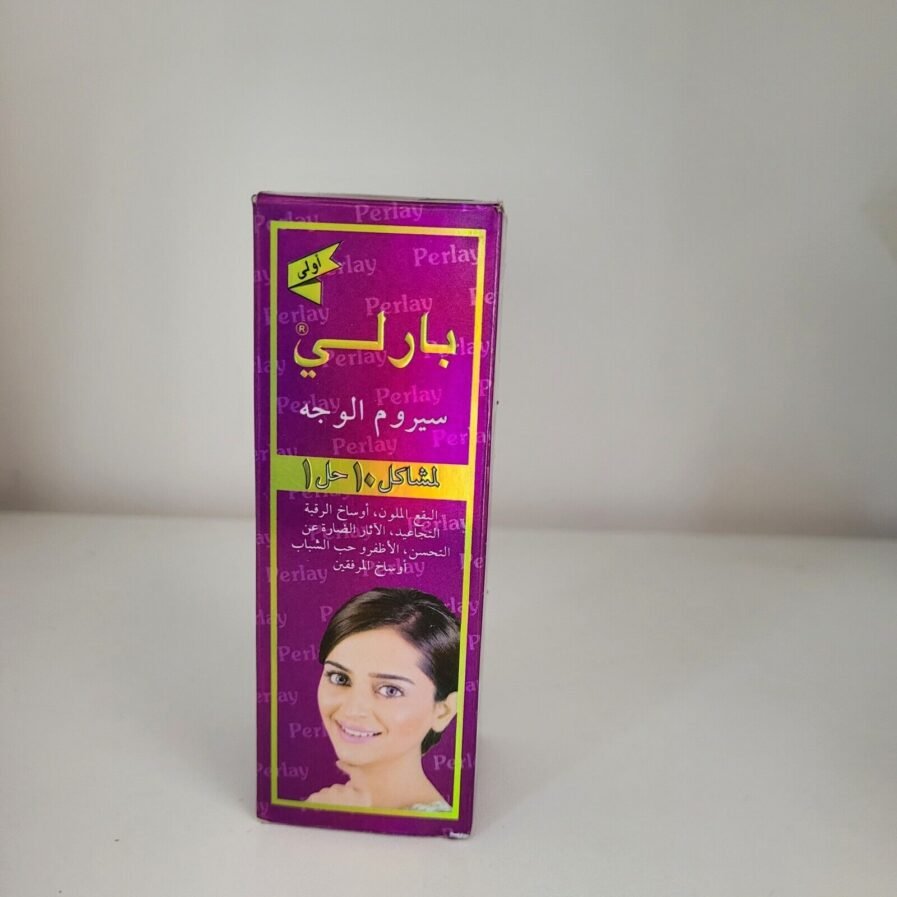 أولى
بارلي®
سيروم الوجه
لمشاكل ١٠ حل ١
البقع الملون، أوساخ الرقبة
التجاعيد، الآثار الضارة عن
التحسن، الأظفرو حب الشباب
أوساخ المرفقين
Perlay